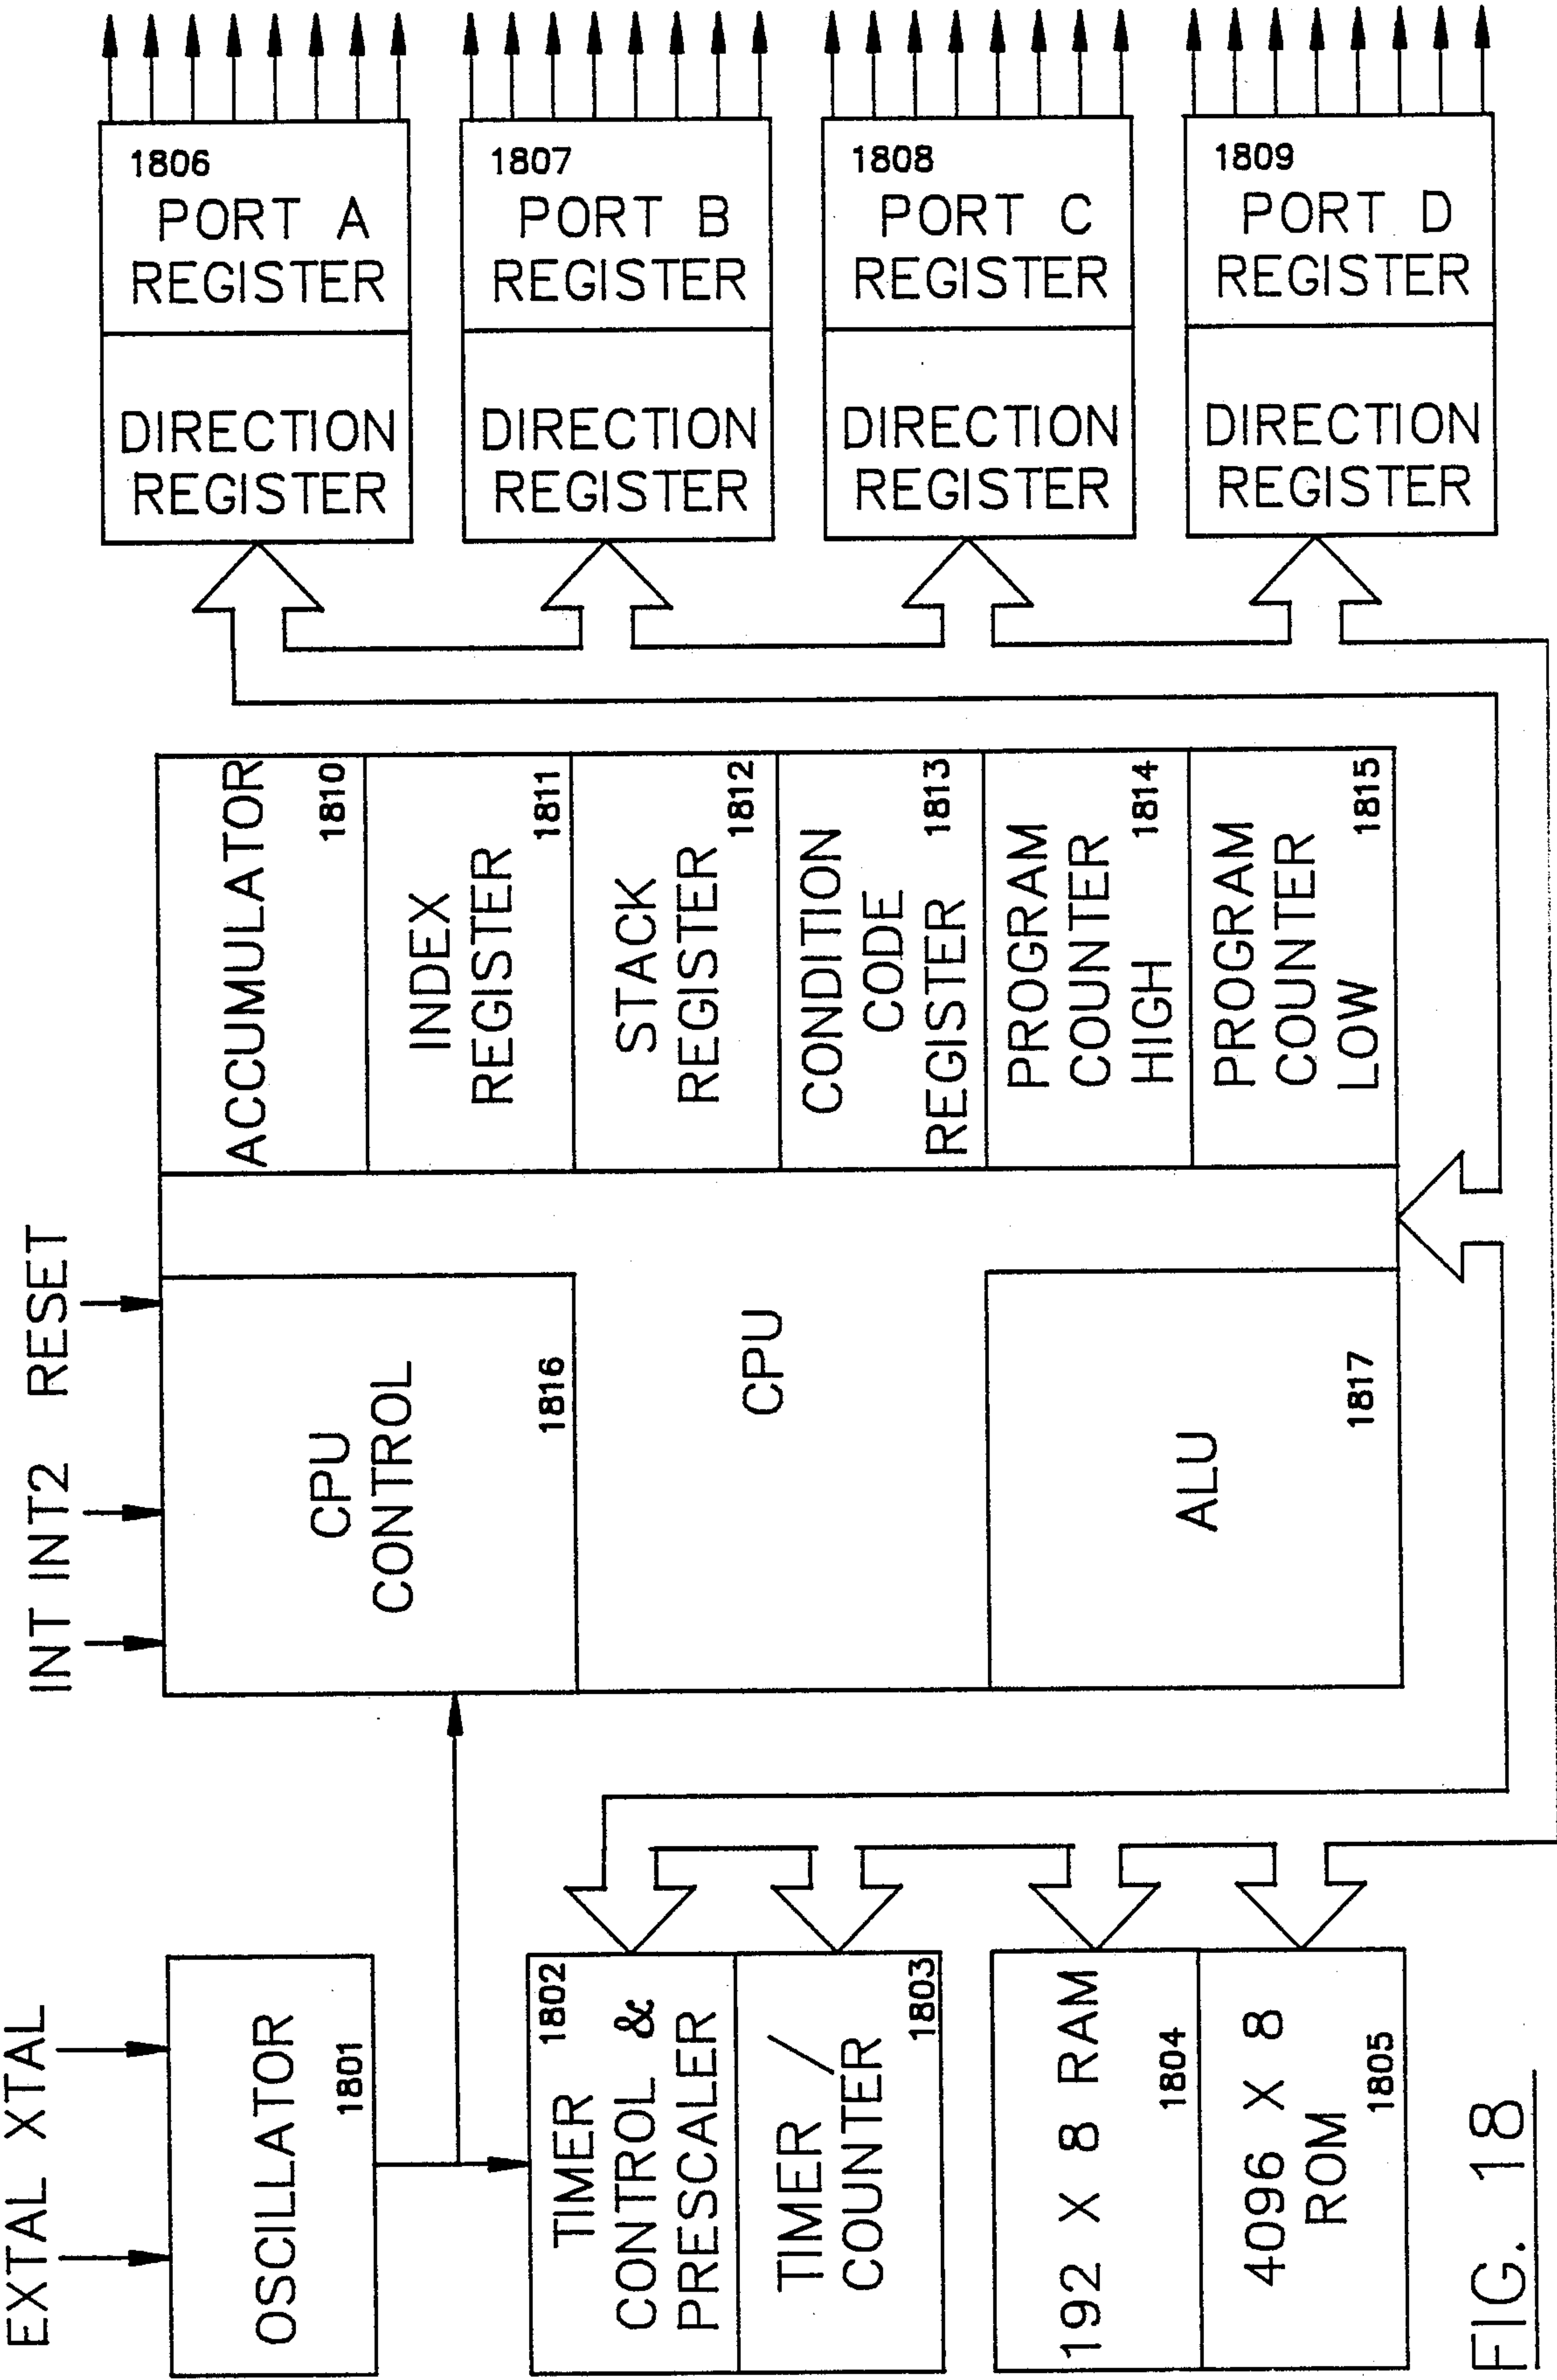 EXTAL XTAL
OSCILLATOR
1801
TIMER
CONTROL &
PRESCALER
1802
TIMER /
COUNTER
1803
192 X 8 RAM
1804
4096 X 8
ROM
1805
INT INT2 RESET
CPU
CONTROL
1816
CPU
ALU
1817
ACCUMULATOR
1810
INDEX
REGISTER
1811
STACK
REGISTER
1812
CONDITION
CODE
REGISTER
1813
PROGRAM
COUNTER
HIGH
1814
PROGRAM
COUNTER
LOW
1815
1806
PORT A
REGISTER
DIRECTION
REGISTER
1807
PORT B
REGISTER
DIRECTION
REGISTER
1808
PORT C
REGISTER
DIRECTION
REGISTER
1809
PORT D
REGISTER
DIRECTION
REGISTER
FIG. 18